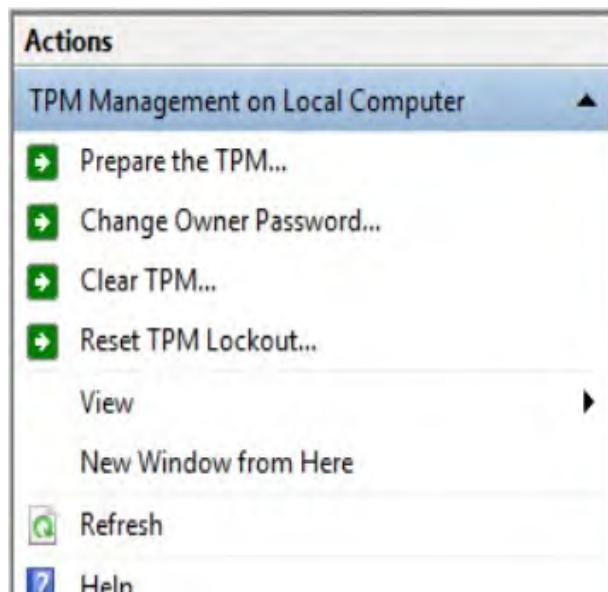 Actions
TPM Management on Local Computer
Prepare the TPM...
Change Owner Password...
Clear TPM...
Reset TPM Lockout...
View
New Window from Here
Refresh
Help